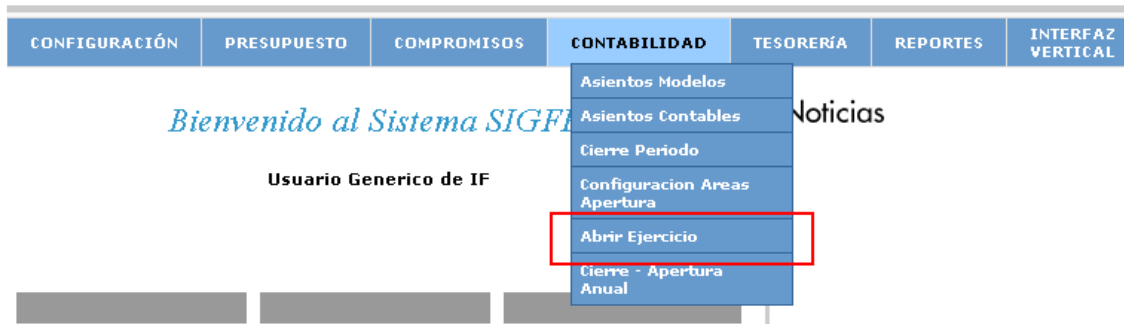 CONFIGURACIÓN PRESUPUESTO COMPROMISOS CONTABILIDAD TESORERíA REPORTES INTERFAZ
VERTICAL
Asientos Modelos
Bienvenido al Sistema SIGF
Asientos Contables
Noticias
Cierre Periodo
Usuario Generico de IF
Configuracion Areas
Apertura
Abrir Ejercicio
Cierre - Apertura
Anual